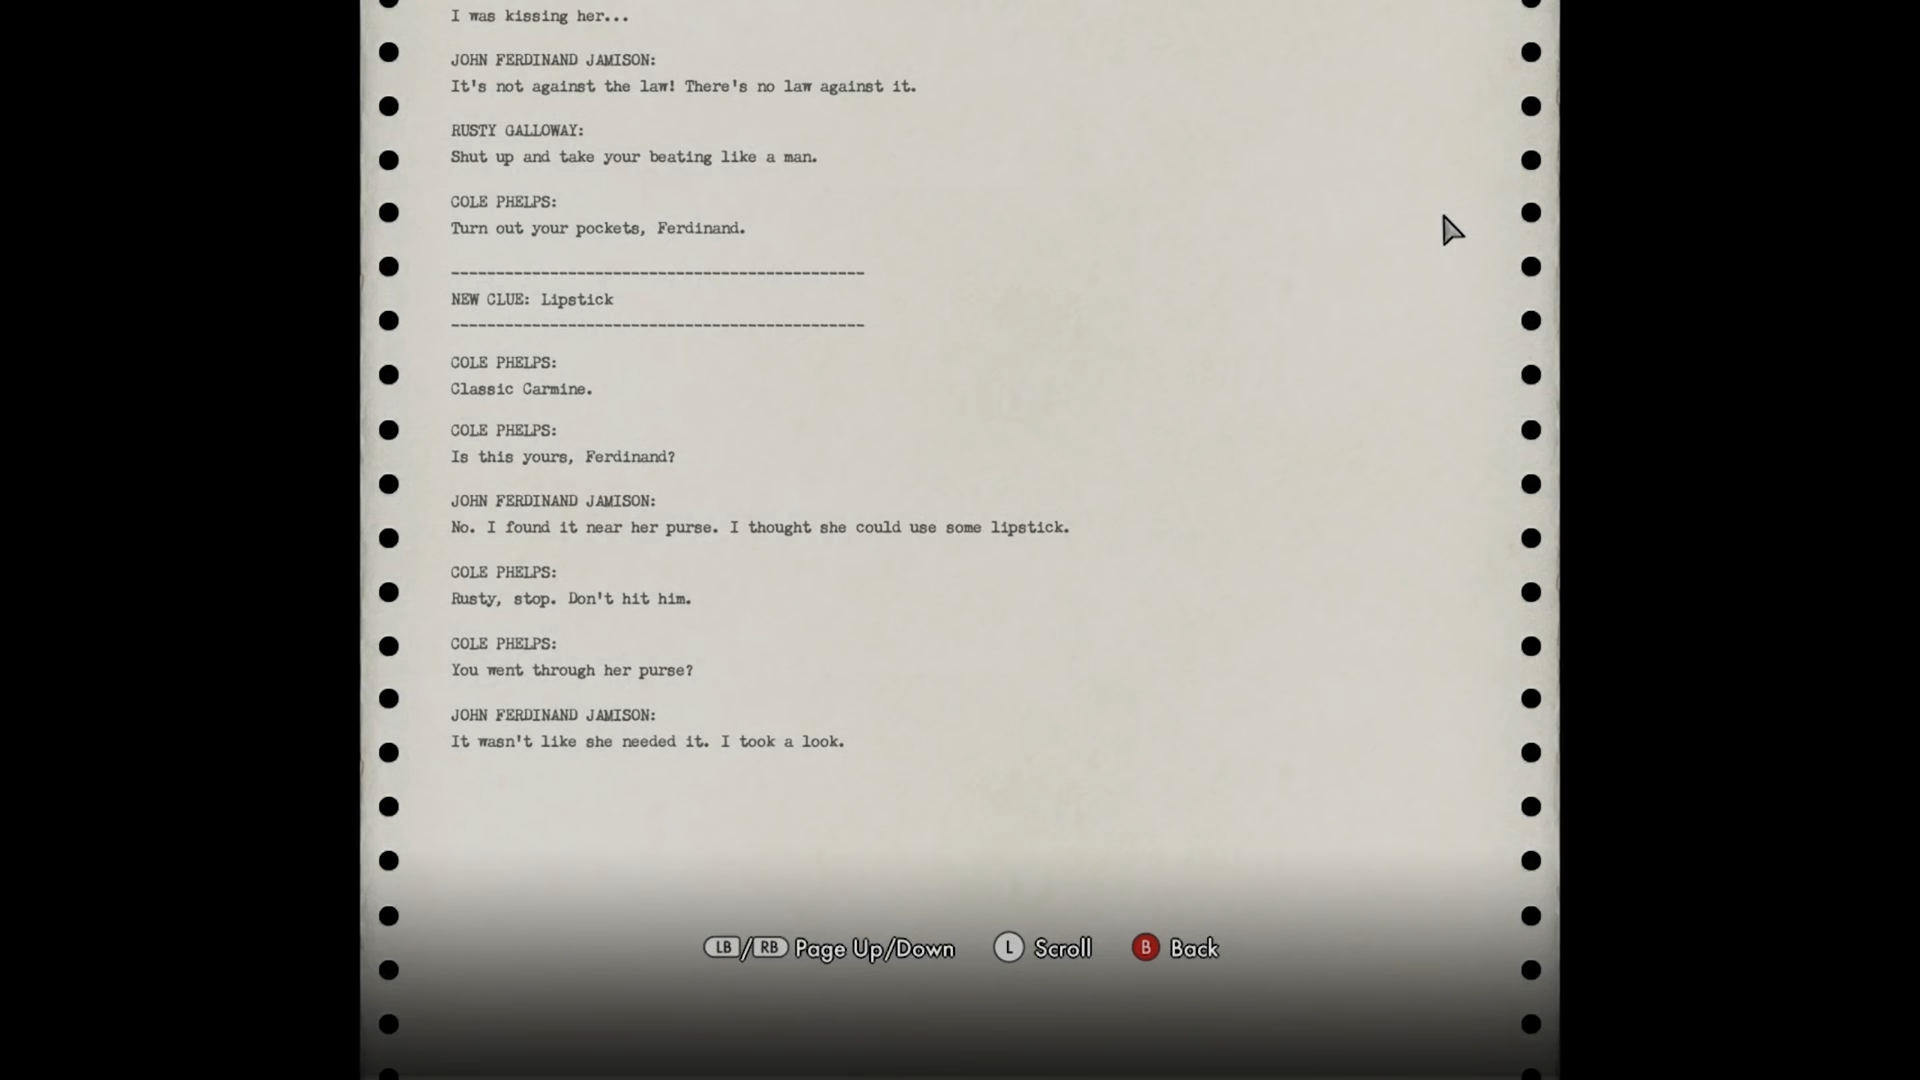 I was kissing her...
JOHN FERDINAND JAMISON:
It's not against the law! There's no law against it.
RUSTY GALLOWAY:
Shut up and take your beating like a man.
COLE PHELPS:
Turn out your pockets, Ferdinand.
----------------------------------------------
NEW CLUE: Lipstick
----------------------------------------------
COLE PHELPS:
Classic Carmine.
COLE PHELPS:
Is this yours, Ferdinand?
JOHN FERDINAND JAMISON:
No. I found it near her purse. I thought she could use some lipstick.
COLE PHELPS:
Rusty, stop. Don't hit him.
COLE PHELPS:
You went through her purse?
JOHN FERDINAND JAMISON:
It wasn't like she needed it. I took a look.
LB/RB Page Up/Down L Scroll B Back